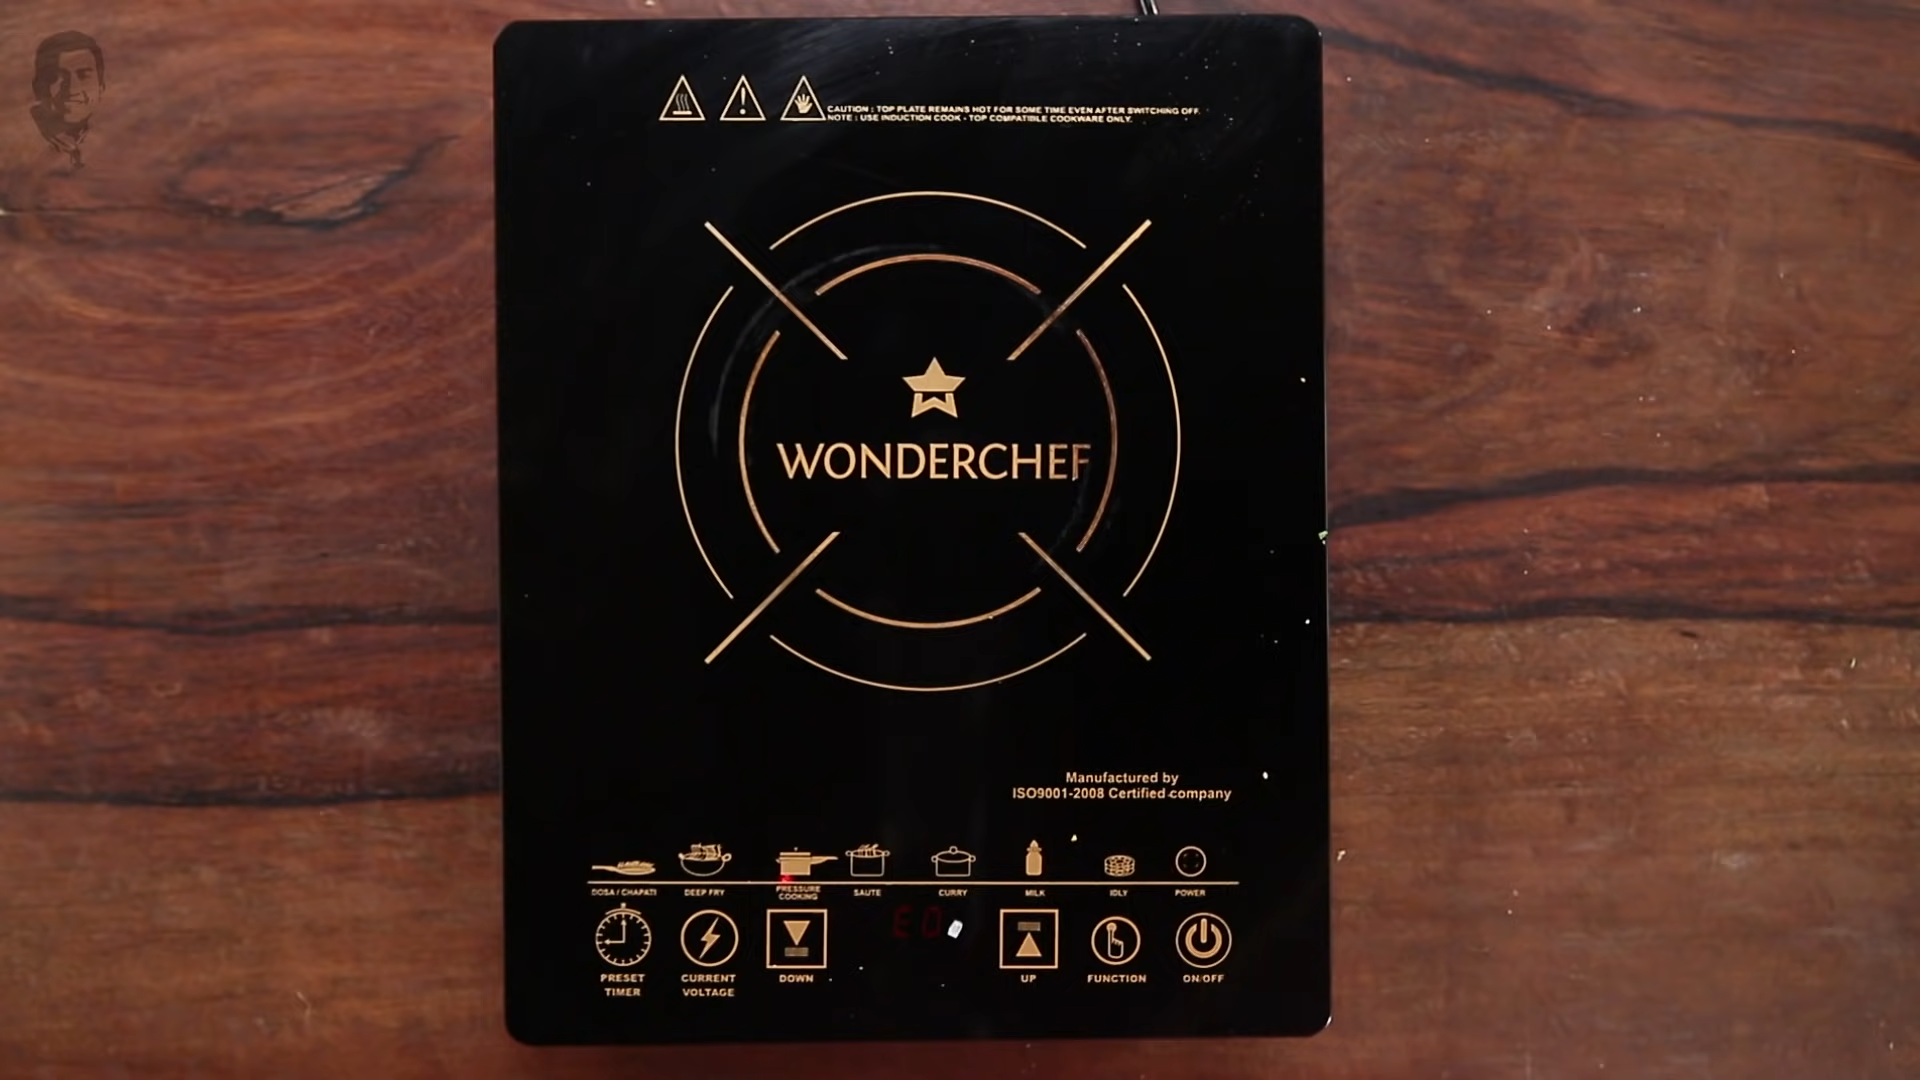 CAUTION : TOP PLATE REMAINS HOT FOR SOME TIME EVEN AFTER SWITCHING OFF.
NOTE : USE INDUCTION COOK - TOP COMPATIBLE COOKWARE ONLY.
WONDERCHEF
Manufactured by
ISO9001-2008 Certified company
DOSA / CHAPATI DEEP FRY PRESSURE COOKING SAUTE CURRY MILK IDLY POWER
E0
PRESET TIMER CURRENT VOLTAGE DOWN UP FUNCTION ON/OFF